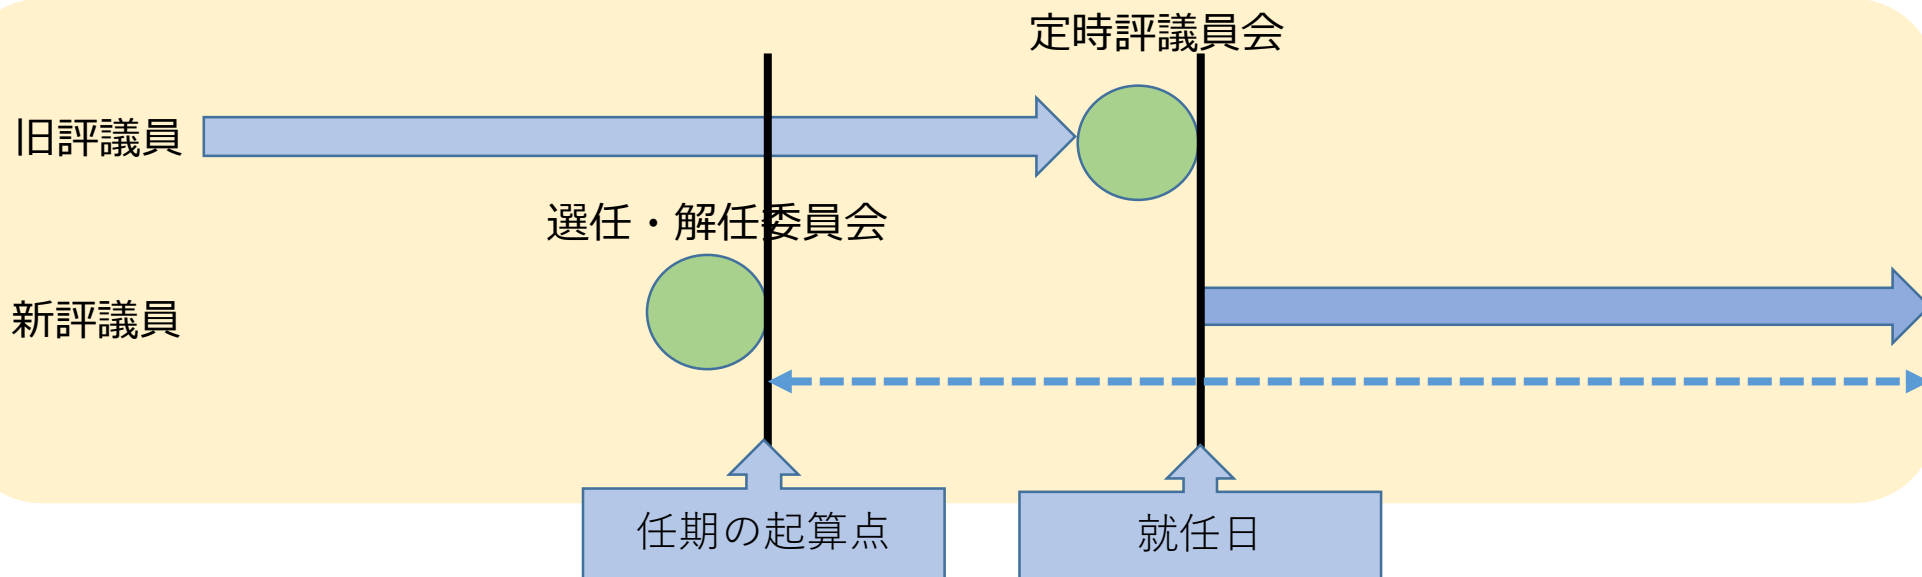 定時評議員会
旧評議員
選任・解任委員会
新評議員
任期の起算点
就任日